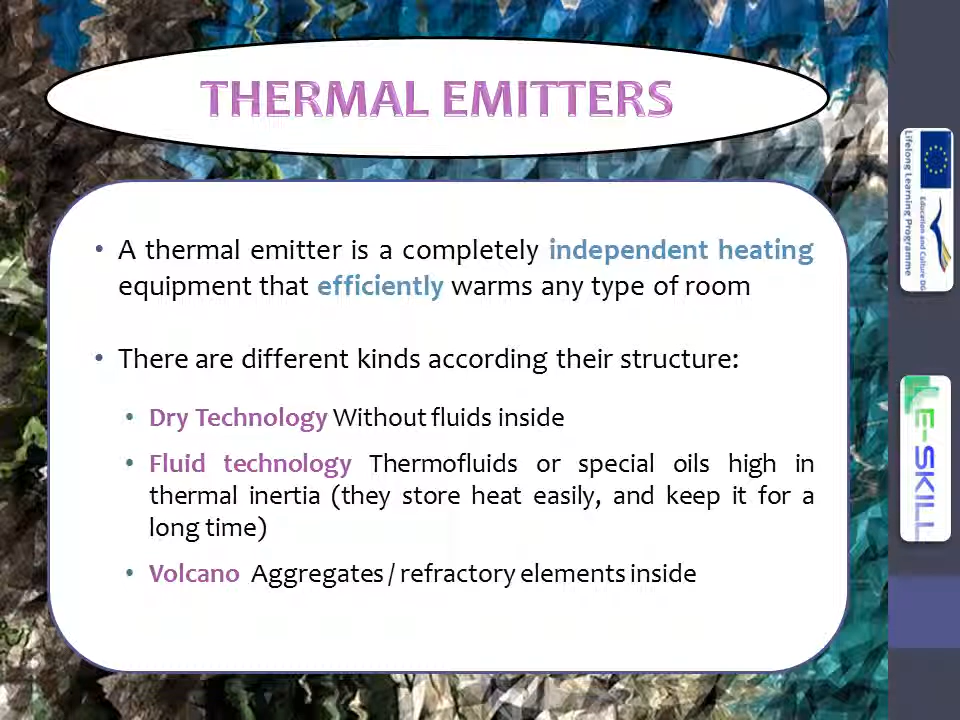 THERMAL EMITTERS
• A thermal emitter is a completely independent heating
equipment that efficiently warms any type of room
• There are different kinds according their structure:
• Dry Technology Without fluids inside
• Fluid technology Thermofluids or special oils high in
thermal inertia (they store heat easily, and keep it for a
long time)
• Volcano Aggregates / refractory elements inside
Education and Culture DG
Lifelong Learning Programme
E-SKILL